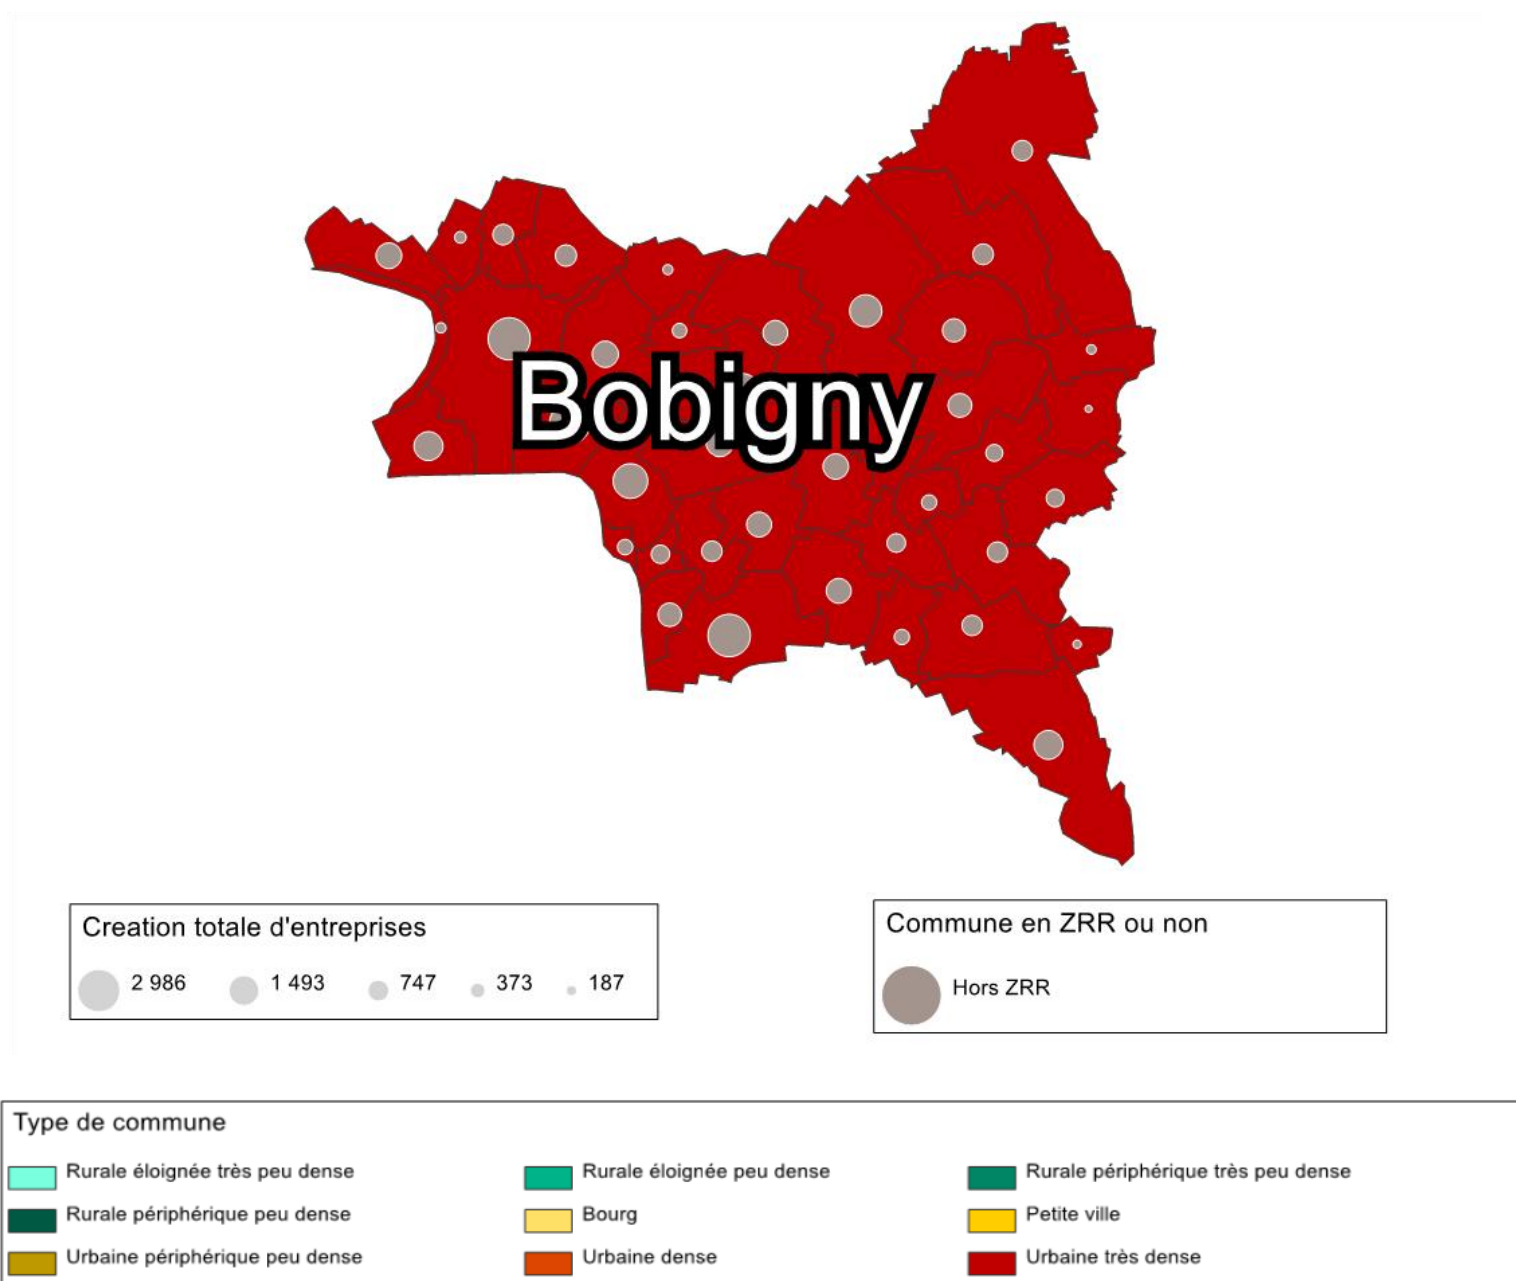 Bobigny
Creation totale d'entreprises
2 986 1 493 747 373 187
Commune en ZRR ou non
Hors ZRR
Type de commune
Rurale éloignée très peu dense Rurale éloignée peu dense Rurale périphérique très peu dense
Rurale périphérique peu dense Bourg Petite ville
Urbaine périphérique peu dense Urbaine dense Urbaine très dense